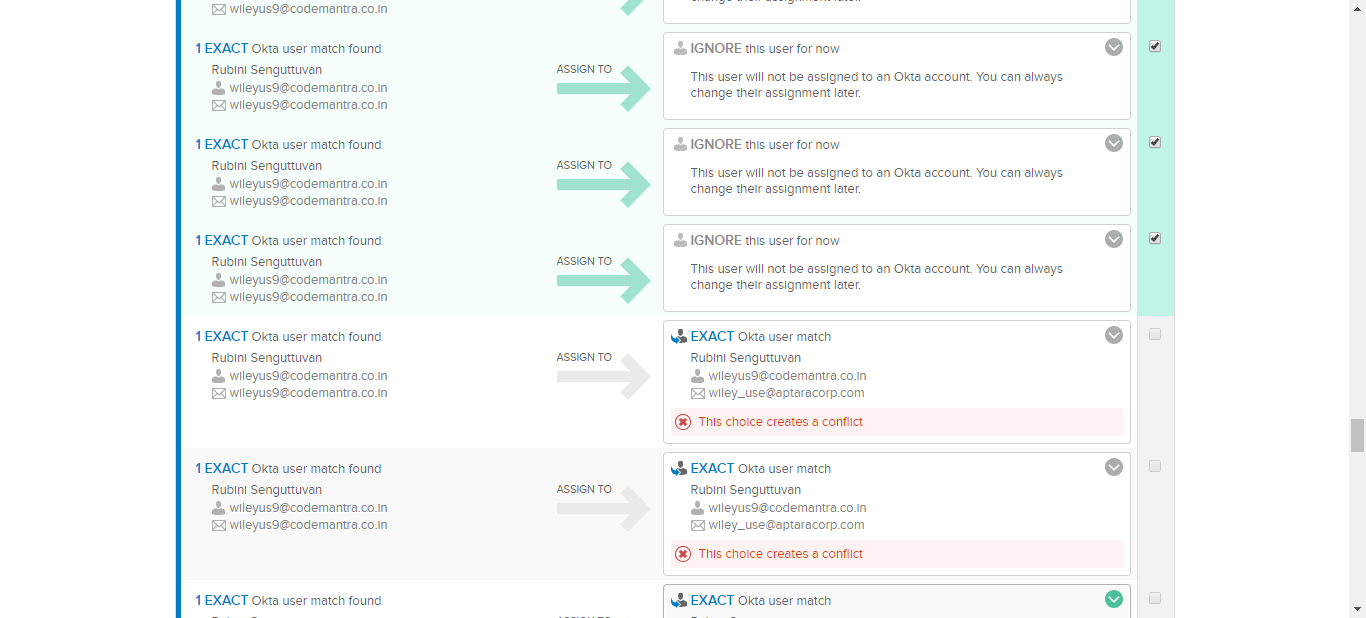 wileyus9@codemantra.co.in
change their assignment later.
1 EXACT Okta user match found
Rubini Senguttuvan
wileyus9@codemantra.co.in
wileyus9@codemantra.co.in
ASSIGN TO
IGNORE this user for now
This user will not be assigned to an Okta account. You can always
change their assignment later.
1 EXACT Okta user match found
Rubini Senguttuvan
wileyus9@codemantra.co.in
wileyus9@codemantra.co.in
ASSIGN TO
IGNORE this user for now
This user will not be assigned to an Okta account. You can always
change their assignment later.
1 EXACT Okta user match found
Rubini Senguttuvan
wileyus9@codemantra.co.in
wileyus9@codemantra.co.in
ASSIGN TO
IGNORE this user for now
This user will not be assigned to an Okta account. You can always
change their assignment later.
1 EXACT Okta user match found
Rubini Senguttuvan
wileyus9@codemantra.co.in
wileyus9@codemantra.co.in
ASSIGN TO
EXACT Okta user match
Rubini Senguttuvan
wileyus9@codemantra.co.in
wiley_use@aptaracorp.com
This choice creates a conflict
1 EXACT Okta user match found
Rubini Senguttuvan
wileyus9@codemantra.co.in
wileyus9@codemantra.co.in
ASSIGN TO
EXACT Okta user match
Rubini Senguttuvan
wileyus9@codemantra.co.in
wiley_use@aptaracorp.com
This choice creates a conflict
1 EXACT Okta user match found
EXACT Okta user match